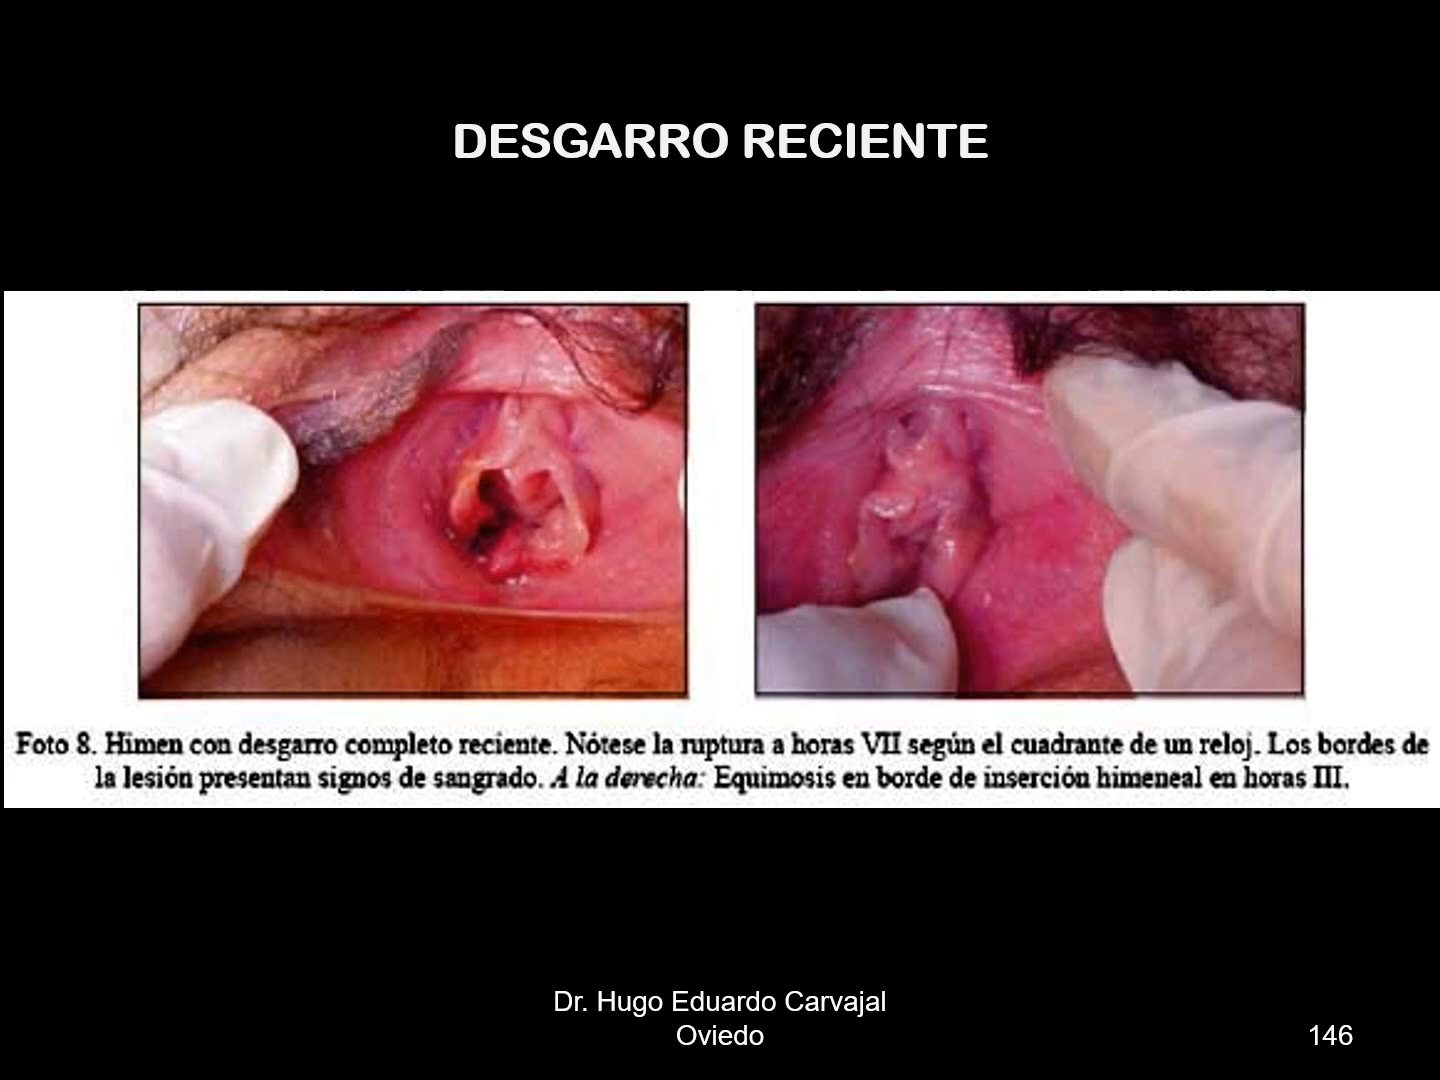 DESGARRO RECIENTE
Foto 8. Himen con desgarro completo reciente. Nótese la ruptura a horas VII según el cuadrante de un reloj. Los bordes de
la lesión presentan signos de sangrado. A la derecha: Equimosis en borde de inserción himeneal en horas III.
Dr. Hugo Eduardo Carvajal
Oviedo
146